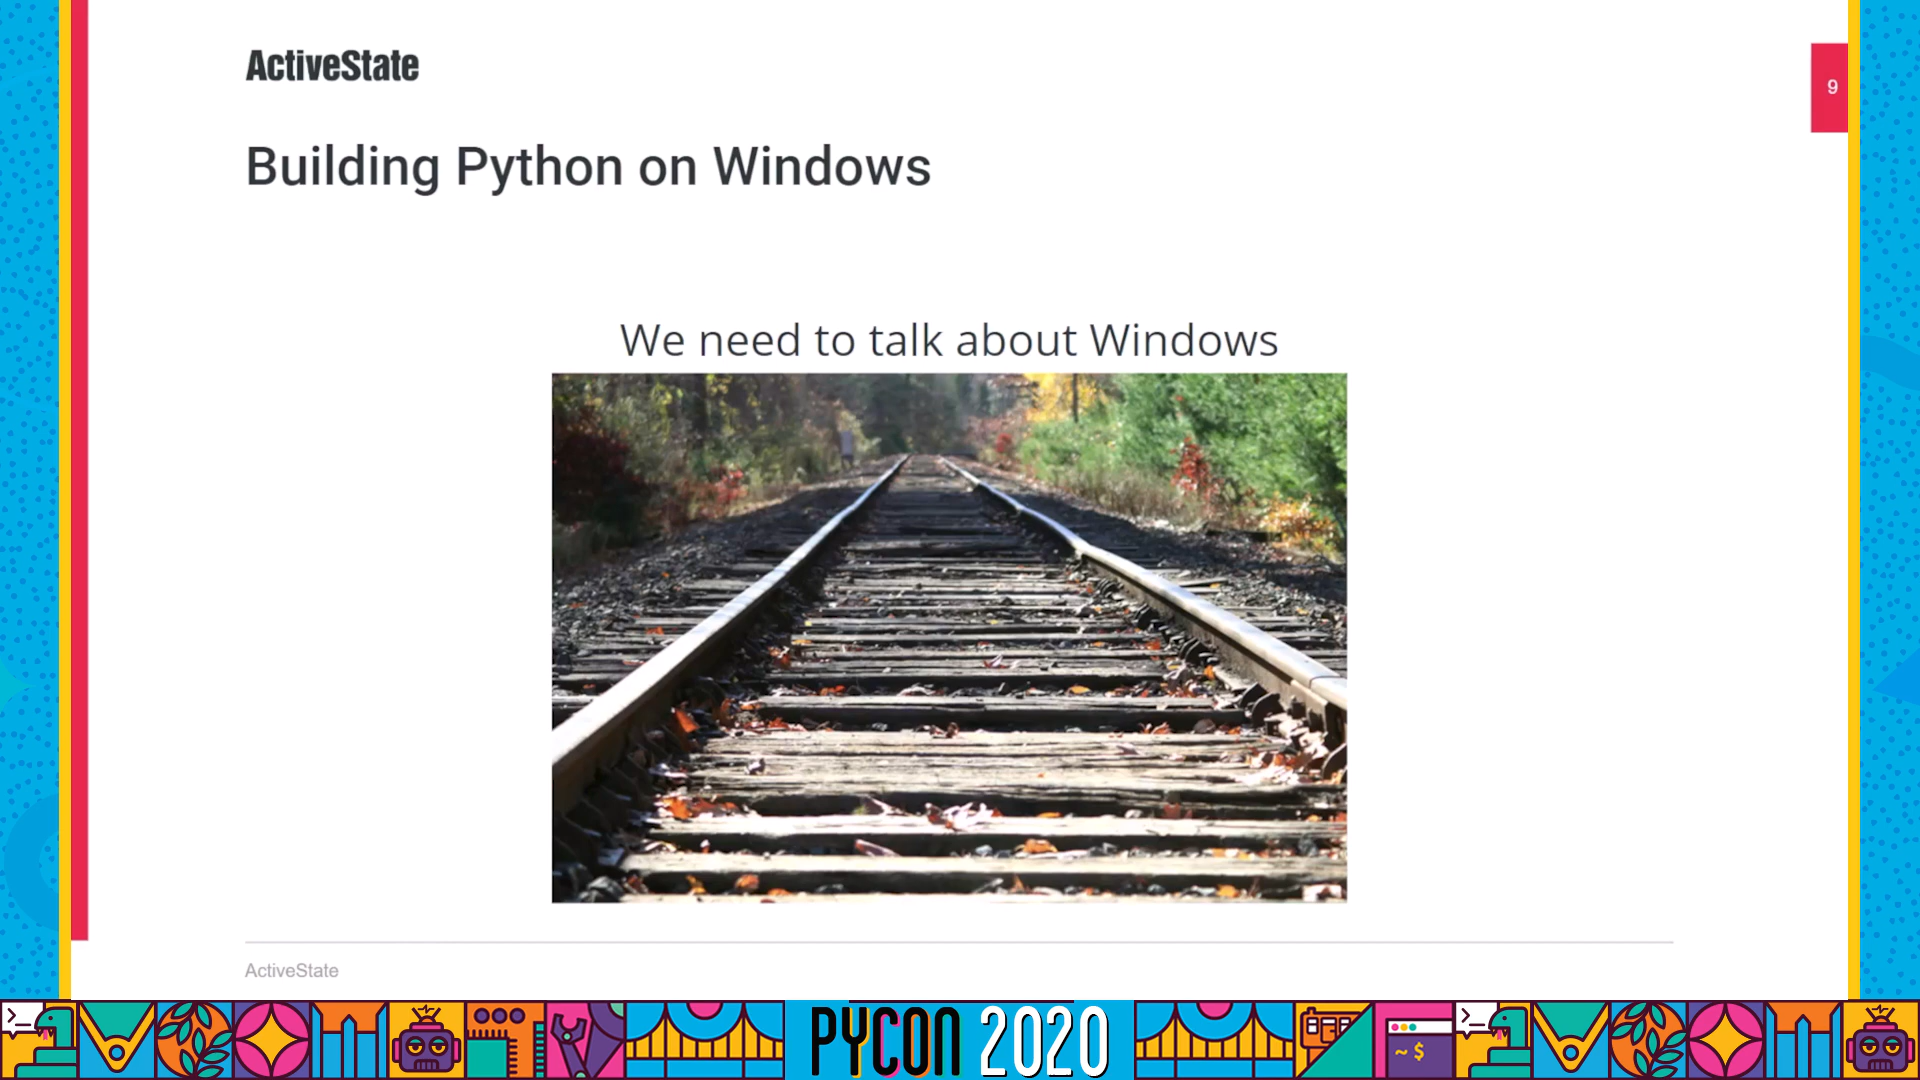 ActiveState
9
Building Python on Windows
We need to talk about Windows
ActiveState
PYCON 2020
~ $